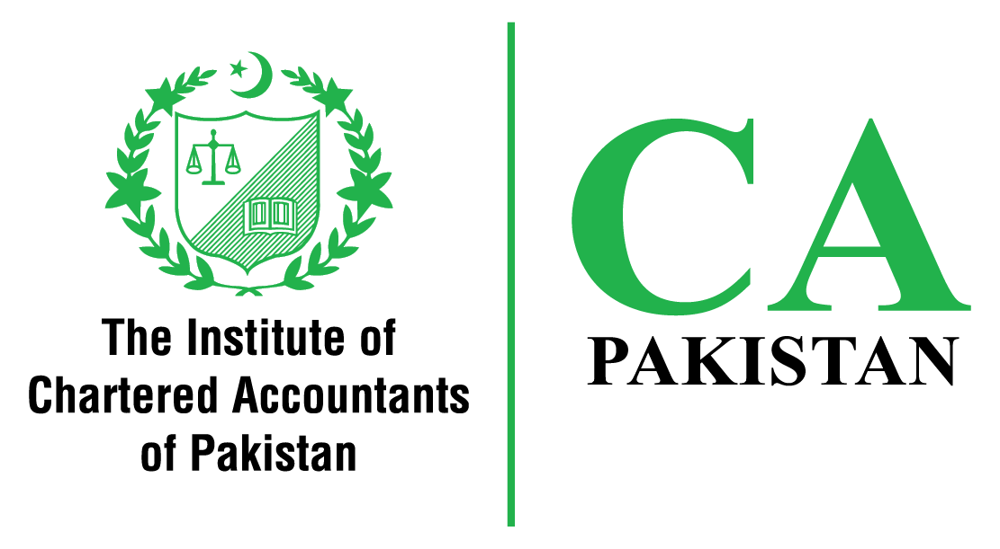 The Institute of
Chartered Accountants
of Pakistan
CA
PAKISTAN